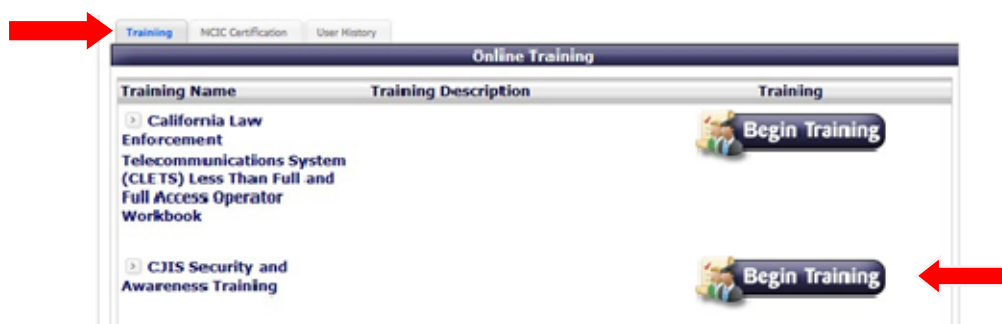 Training NCIC Certification User History
Online Training
Training Name Training Description Training
California Law
Enforcement
Telecommunications System
(CLETS) Less Than Full and
Full Access Operator
Workbook
Begin Training
CJIS Security and
Awareness Training
Begin Training